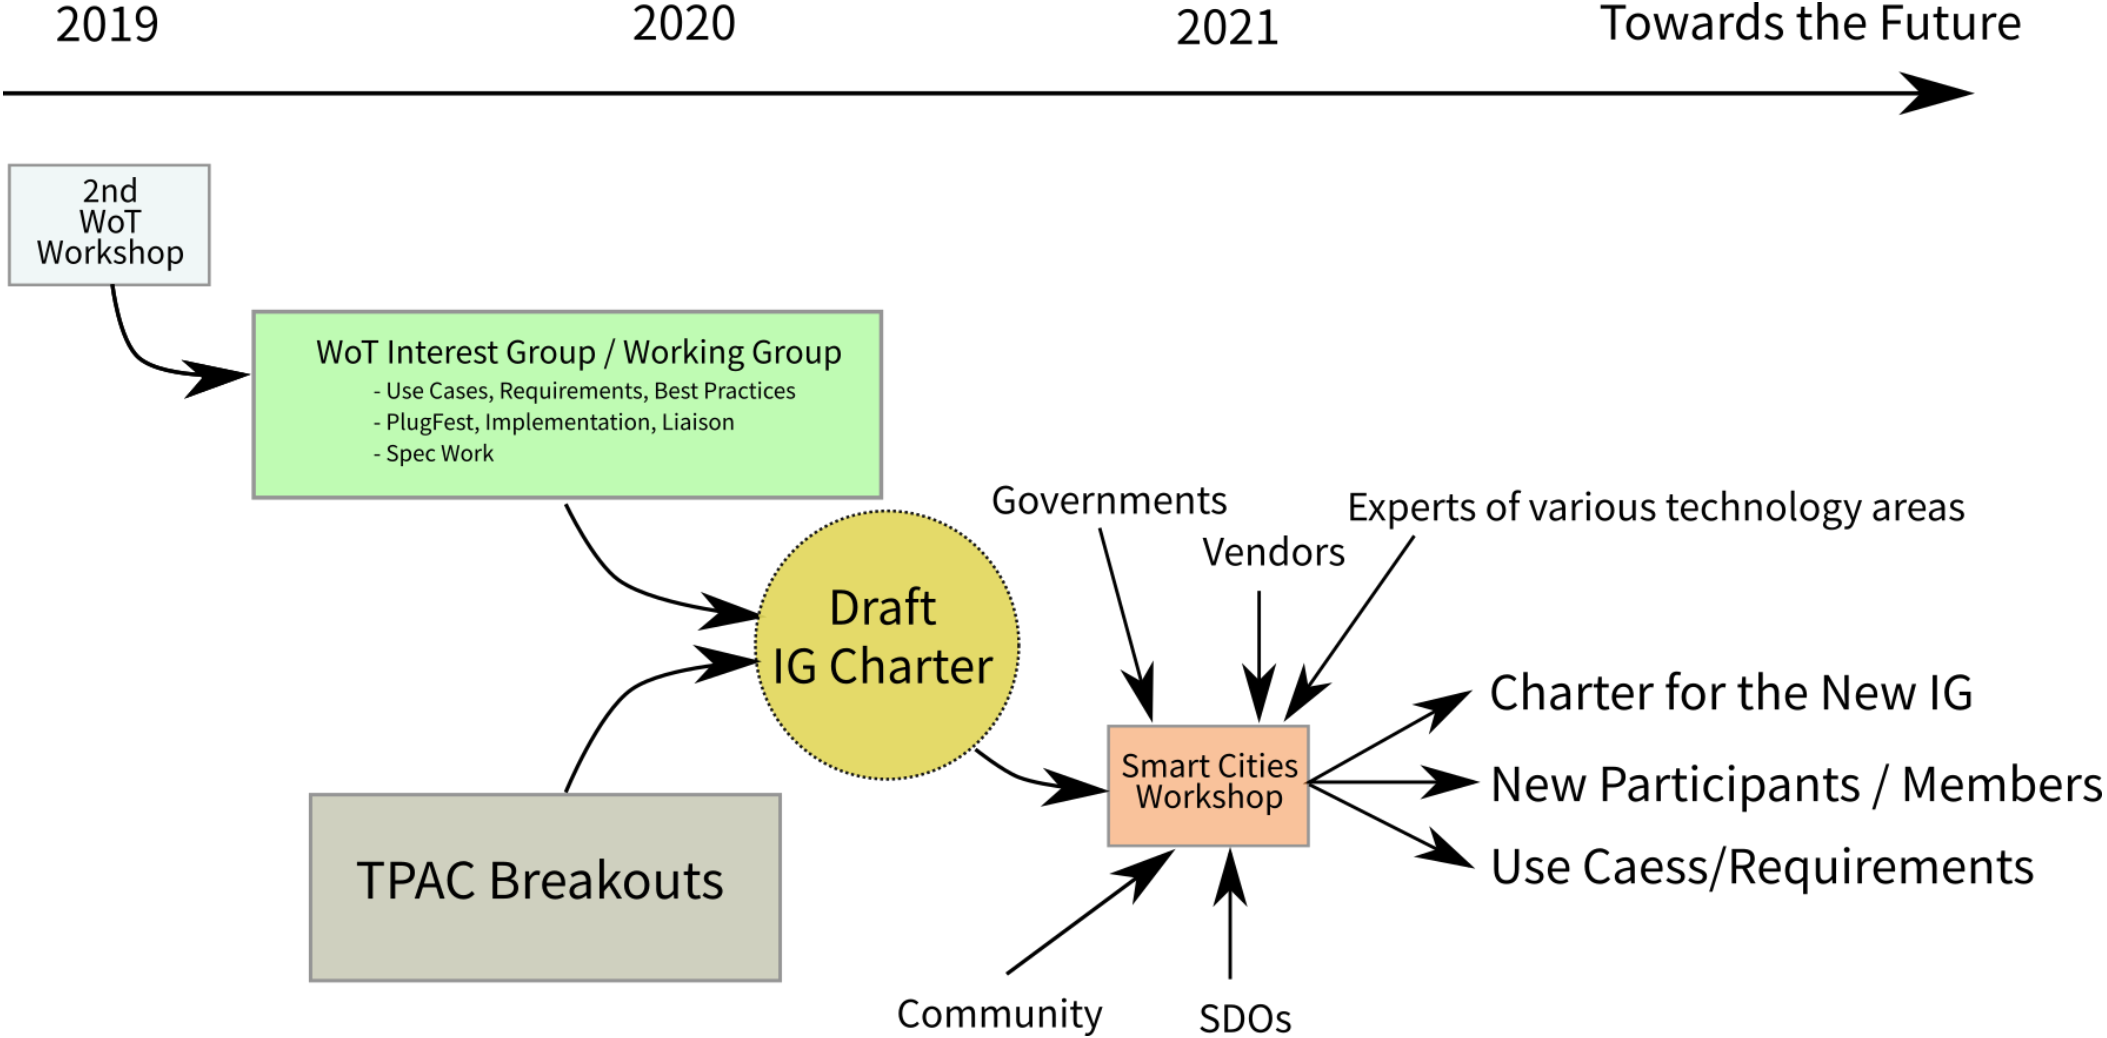 2019
2020
2021
Towards the Future
2nd
WoT
Workshop
WoT Interest Group / Working Group
- Use Cases, Requirements, Best Practices
- PlugFest, Implementation, Liaison
- Spec Work
Governments
Experts of various technology areas
Vendors
Draft
IG Charter
Charter for the New IG
Smart Cities
Workshop
New Participants / Members
Use Caess/Requirements
TPAC Breakouts
Community
SDOs